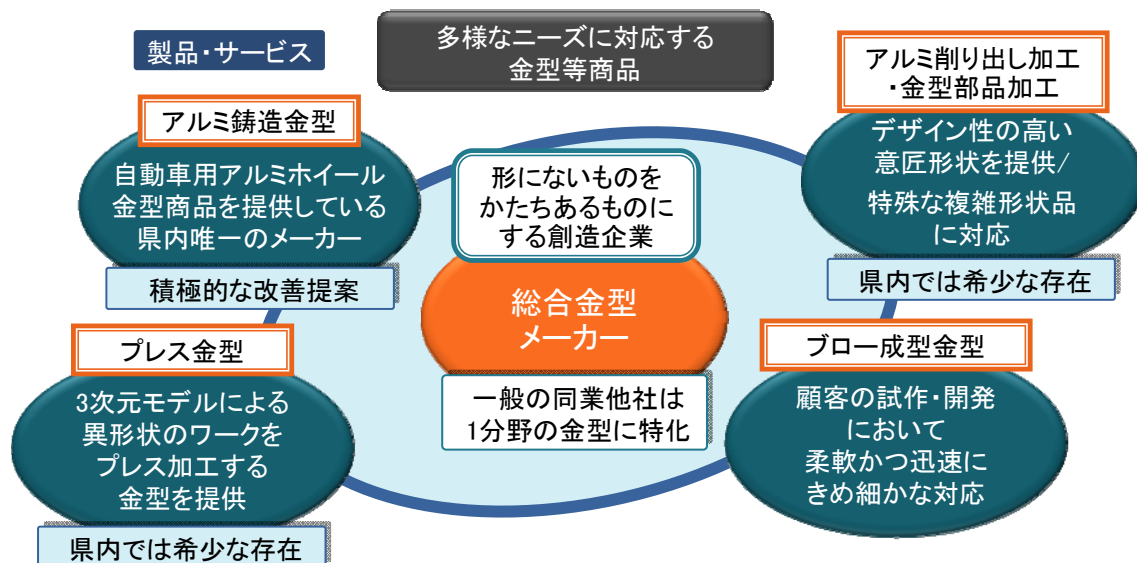 製品・サービス
多様なニーズに対応する
金型等商品
アルミ鋳造金型
自動車用アルミホイール
金型商品を提供している
県内唯一のメーカー
積極的な改善提案
アルミ削り出し加工
・金型部品加工
デザイン性の高い
意匠形状を提供/
特殊な複雑形状品
に対応
県内では希少な存在
形にないものを
かたちあるものに
する創造企業
総合金型
メーカー
一般の同業他社は
1分野の金型に特化
プレス金型
3次元モデルによる
異形状のワークを
プレス加工する
金型を提供
県内では希少な存在
ブロー成型金型
顧客の試作・開発
において
柔軟かつ迅速に
きめ細かな対応